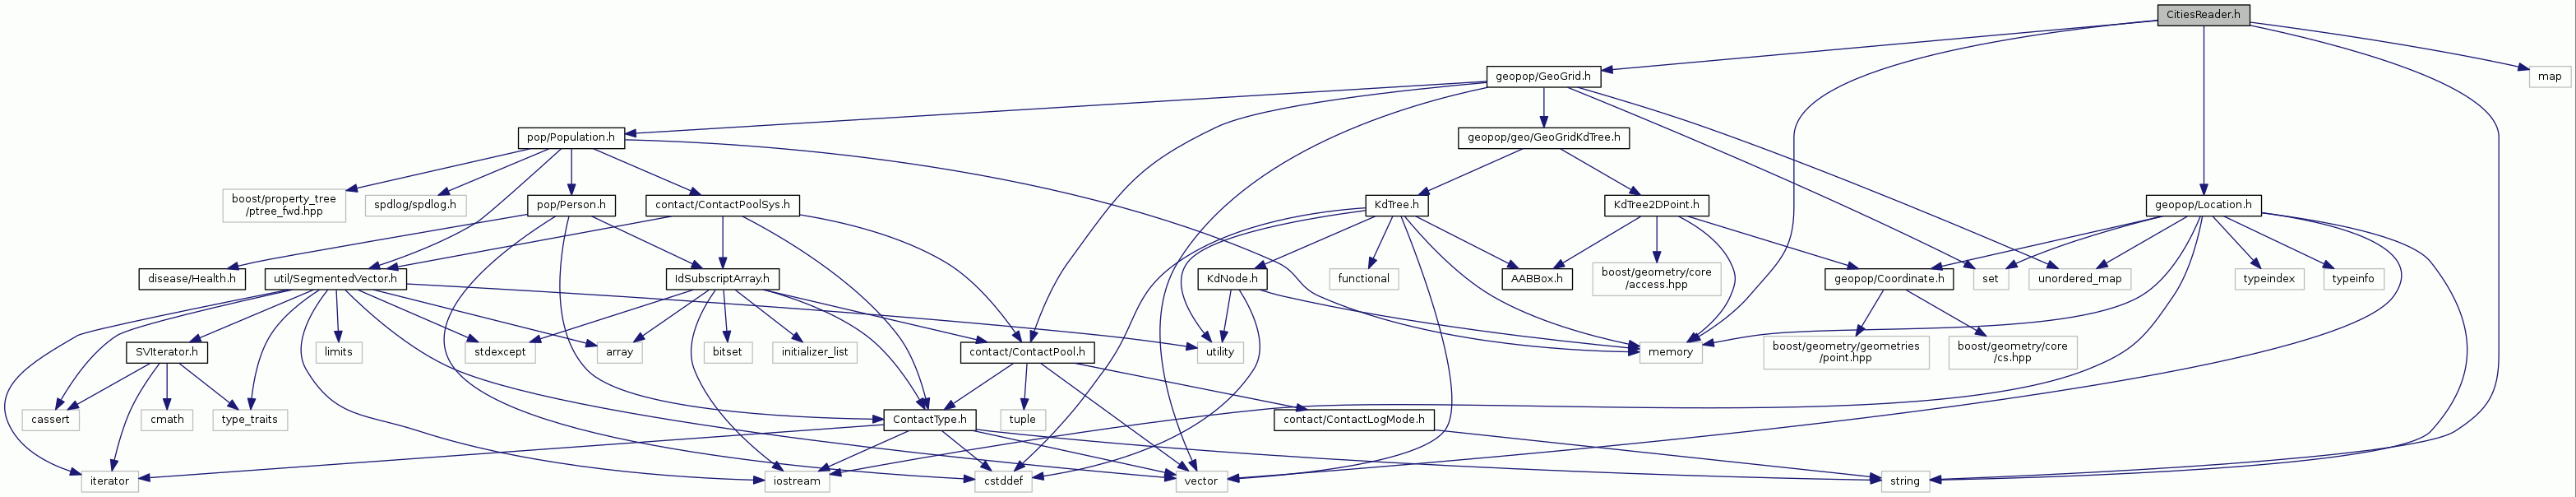 CitiesReader.h
geopop/GeoGrid.h
map
pop/Population.h
geopop/geo/GeoGridKdTree.h
boost/property_tree
/ptree_fwd.hpp
spdlog/spdlog.h
pop/Person.h
contact/ContactPoolSys.h
KdTree.h
KdTree2DPoint.h
geopop/Location.h
disease/Health.h
util/SegmentedVector.h
IdSubscriptArray.h
KdNode.h
functional
AABBox.h
boost/geometry/core
/access.hpp
geopop/Coordinate.h
set
unordered_map
typeindex
typeinfo
SVIterator.h
limits
stdexcept
array
bitset
initializer_list
contact/ContactPool.h
utility
memory
boost/geometry/geometries
/point.hpp
boost/geometry/core
/cs.hpp
cassert
cmath
type_traits
ContactType.h
tuple
contact/ContactLogMode.h
iterator
iostream
cstddef
vector
string